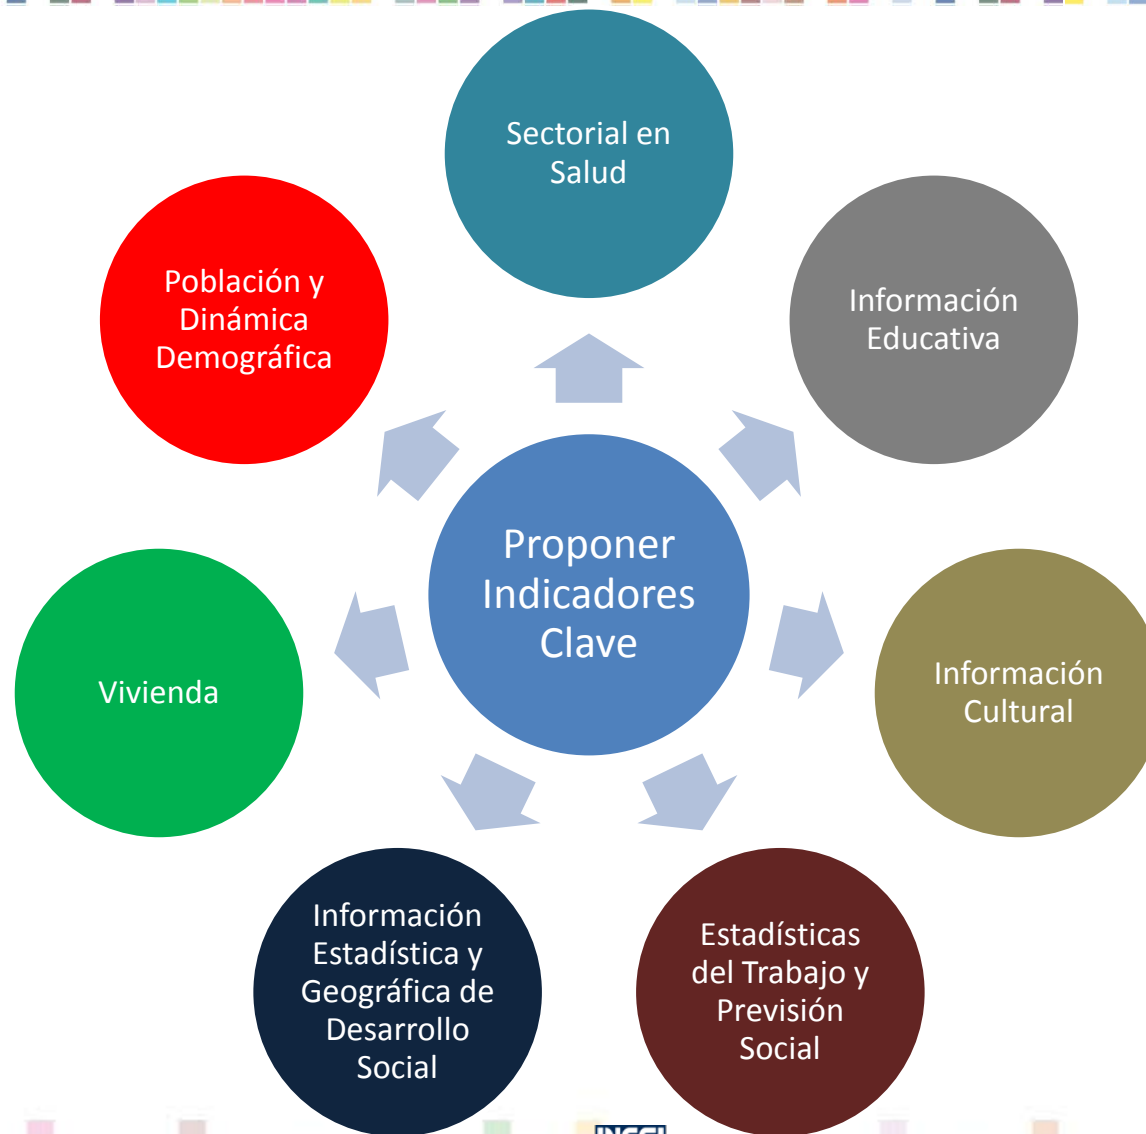 Sectorial en
Salud
Población y
Dinámica
Demográfica
Información
Educativa
Proponer
Indicadores
Clave
Vivienda
Información
Cultural
Información
Estadística y
Geográfica de
Desarrollo
Social
Estadísticas
del Trabajo y
Previsión
Social